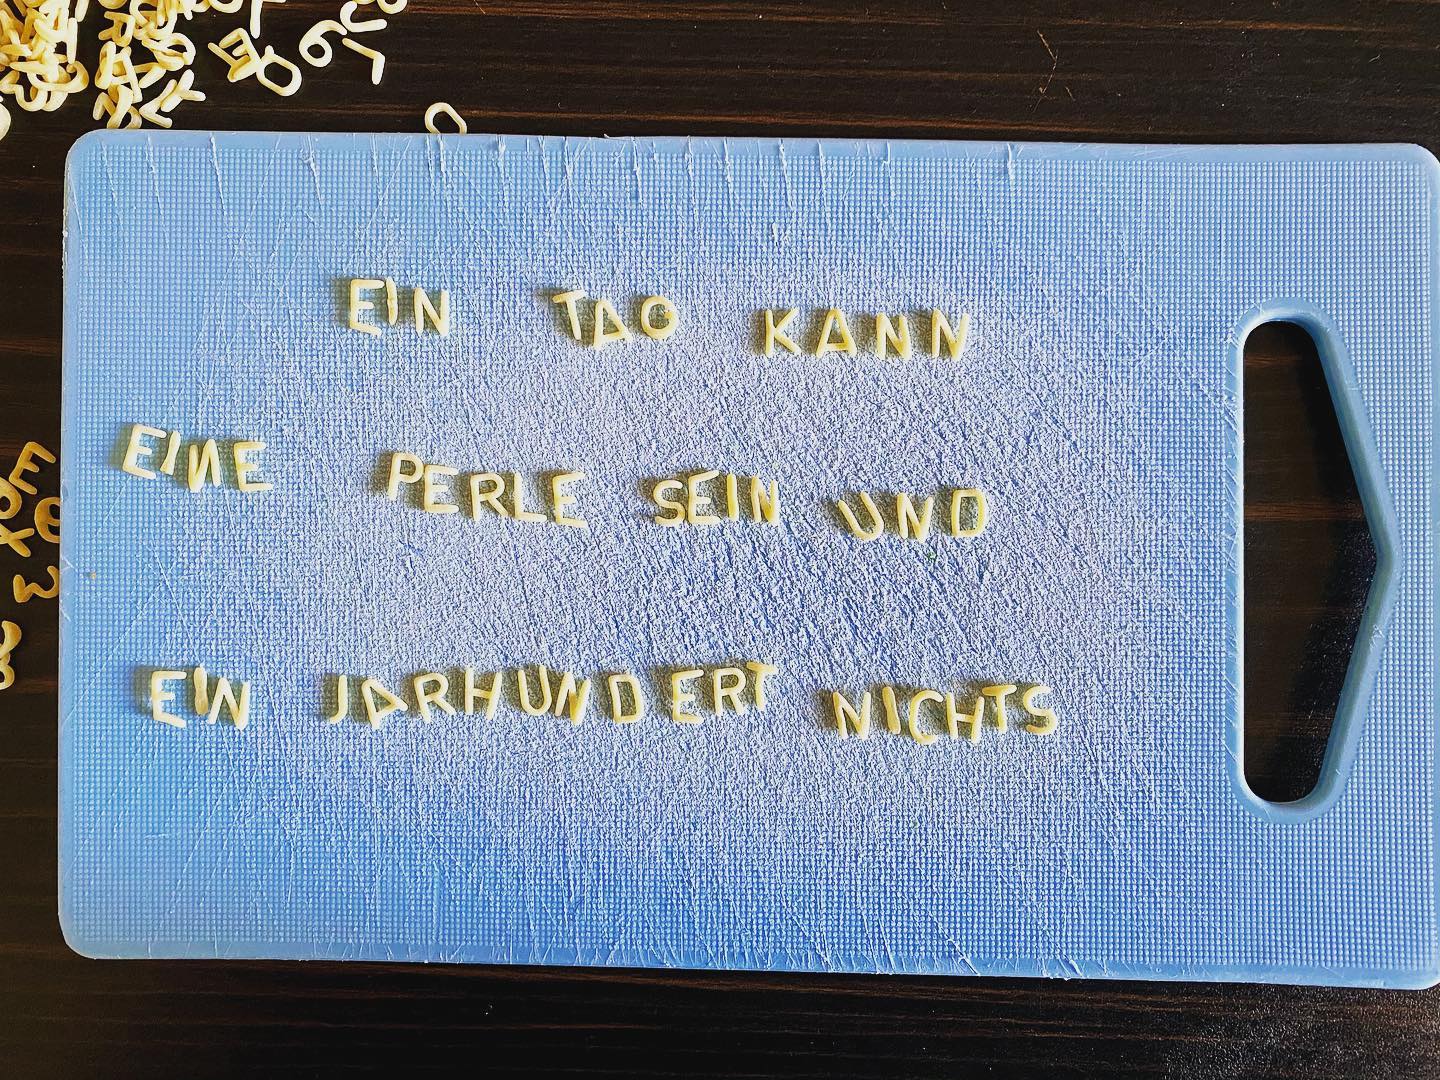 EIN TAG KANN
EINE PERLE SEIN UND
EIN JARHUNDERT NICHTS